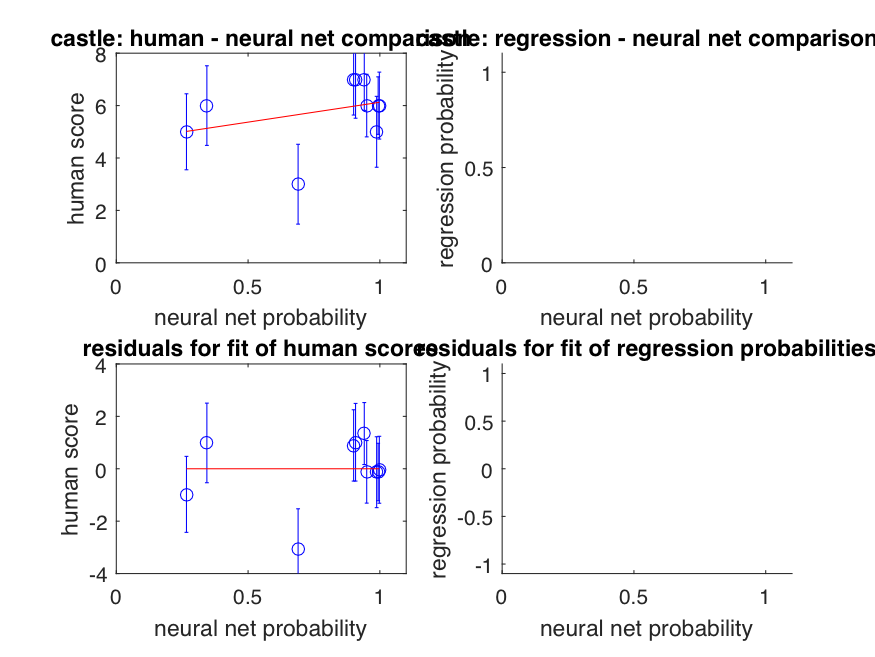 castle: human - neural net comparison
castle: regression - neural net comparison
human score
8
6
4
2
0
0
0.5
1
neural net probability
regression probability
1
0.5
0
0
0.5
1
neural net probability
residuals for fit of human scores
residuals for fit of regression probabilities
human score
4
2
0
-2
-4
0
0.5
1
neural net probability
regression probability
1
0.5
0
-0.5
-1
0
0.5
1
neural net probability